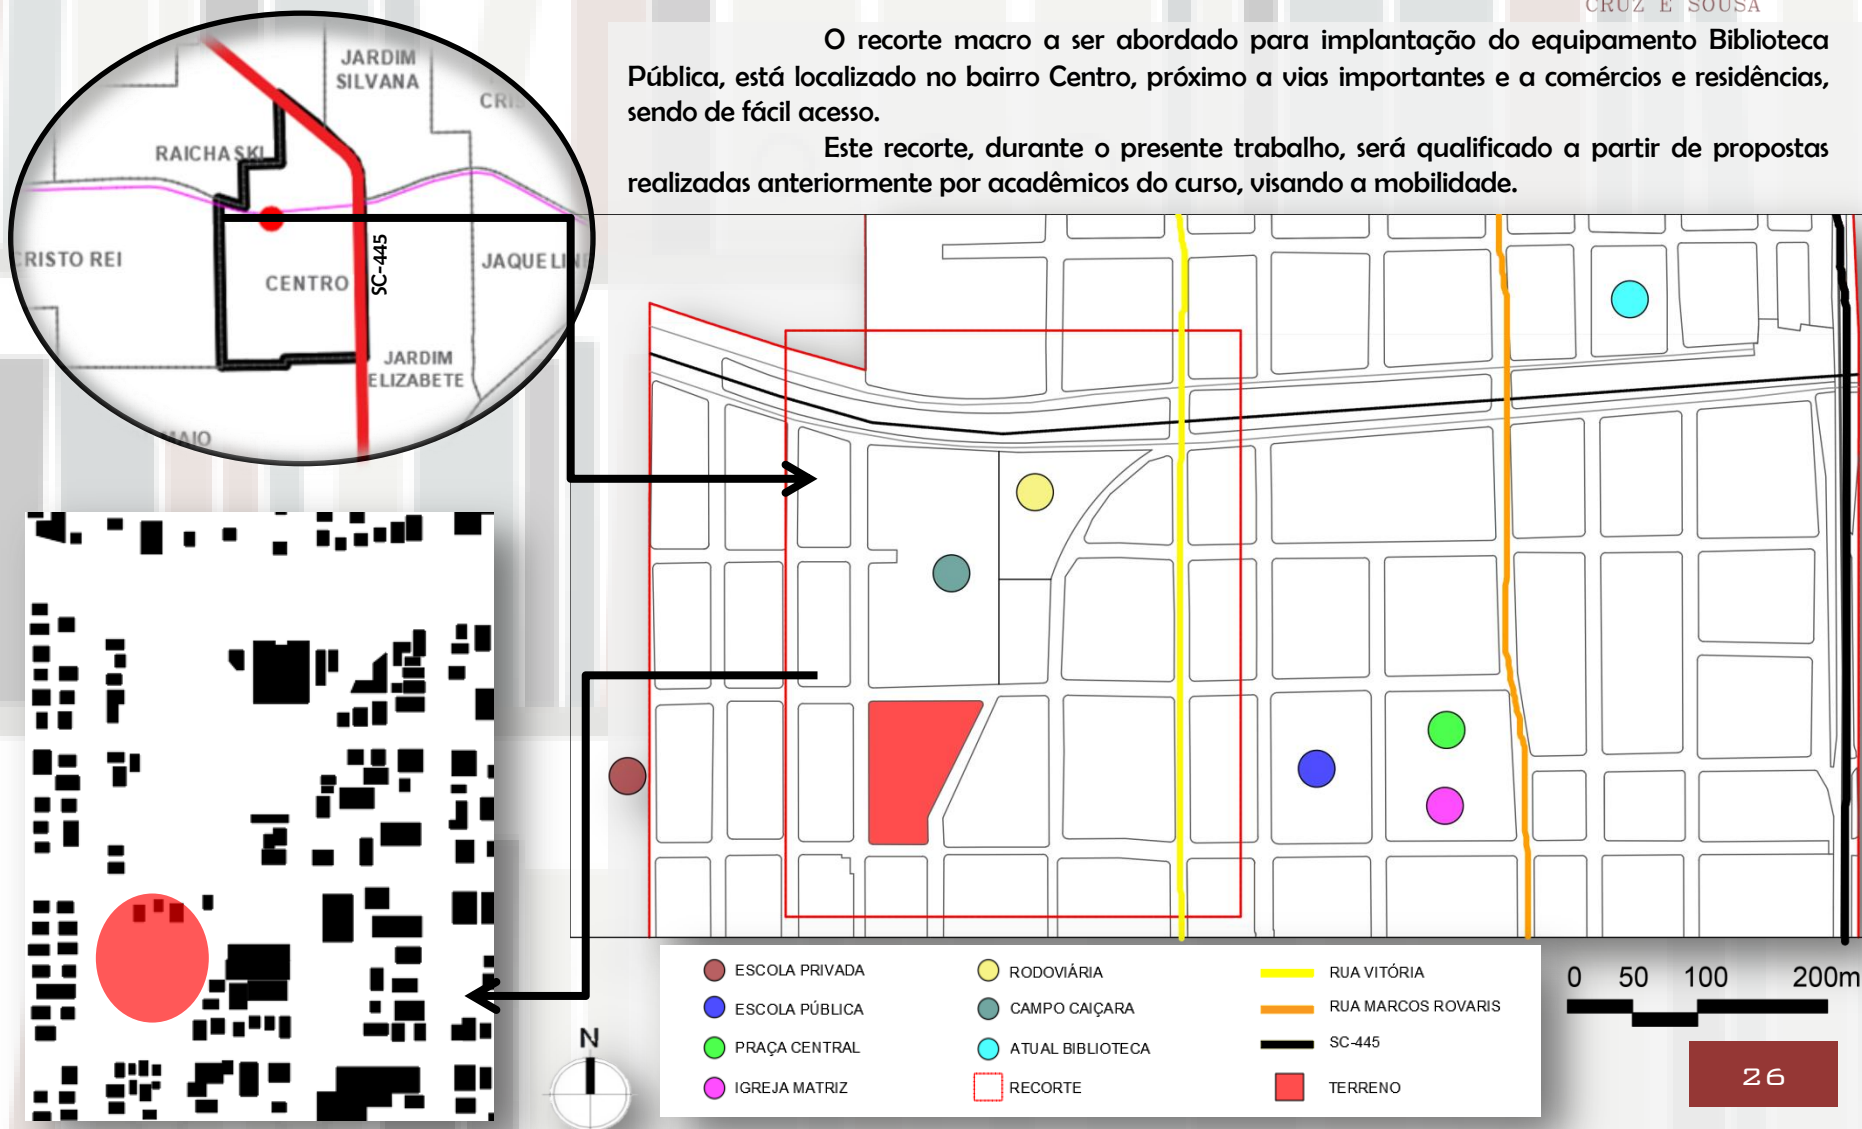 CRUZ E SOUSA
O recorte macro a ser abordado para implantação do equipamento Biblioteca
Pública, está localizado no bairro Centro, próximo a vias importantes e a comércios e residências,
sendo de fácil acesso.
Este recorte, durante o presente trabalho, será qualificado a partir de propostas
realizadas anteriormente por acadêmicos do curso, visando a mobilidade.
JARDIM
SILVANA
CRIS
RAICHASKI
CRISTO REI
CENTRO
SC-445
JAQUELINE
JARDIM
ELIZABETE
MAIO
N
ESCOLA PRIVADA
ESCOLA PÚBLICA
PRAÇA CENTRAL
IGREJA MATRIZ
RODOVIÁRIA
CAMPO CAIÇARA
ATUAL BIBLIOTECA
RECORTE
RUA VITÓRIA
RUA MARCOS ROVARIS
SC-445
TERRENO
0 50 100 200m
26